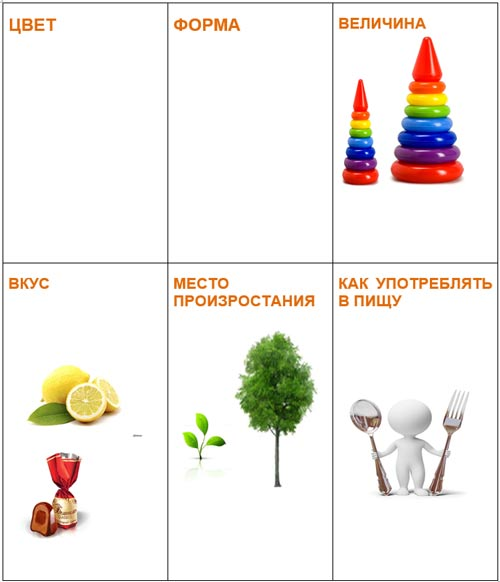 ЦВЕТ
ФОРМА
ВЕЛИЧИНА
ВКУС
МЕСТО
ПРОИЗРОСТАНИЯ
КАК УПОТРЕБЛЯТЬ
В ПИЩУ